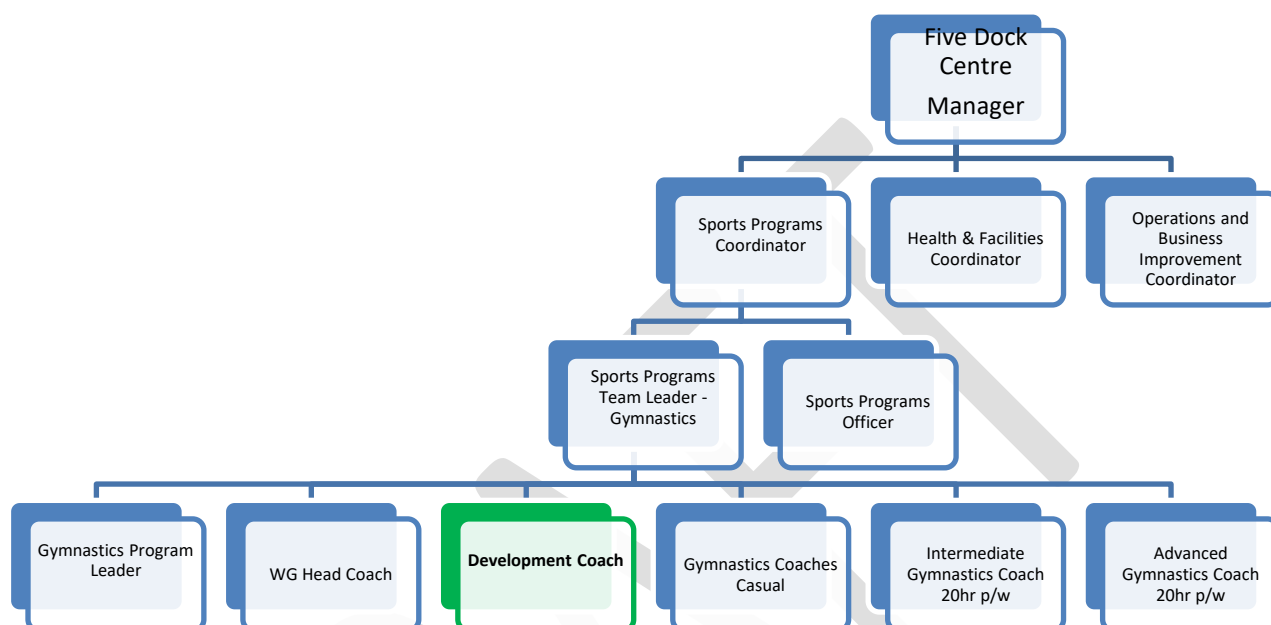 Five Dock
Centre
Manager
Sports Programs
Coordinator
Health & Facilities
Coordinator
Operations and
Business
Improvement
Coordinator
Sports Programs
Team Leader -
Gymnastics
Sports Programs
Officer
Gymnastics Program
Leader
WG Head Coach
Development Coach
Gymnastics Coaches
Casual
Intermediate
Gymnastics Coach
20hr p/w
Advanced
Gymnastics Coach
20hr p/w